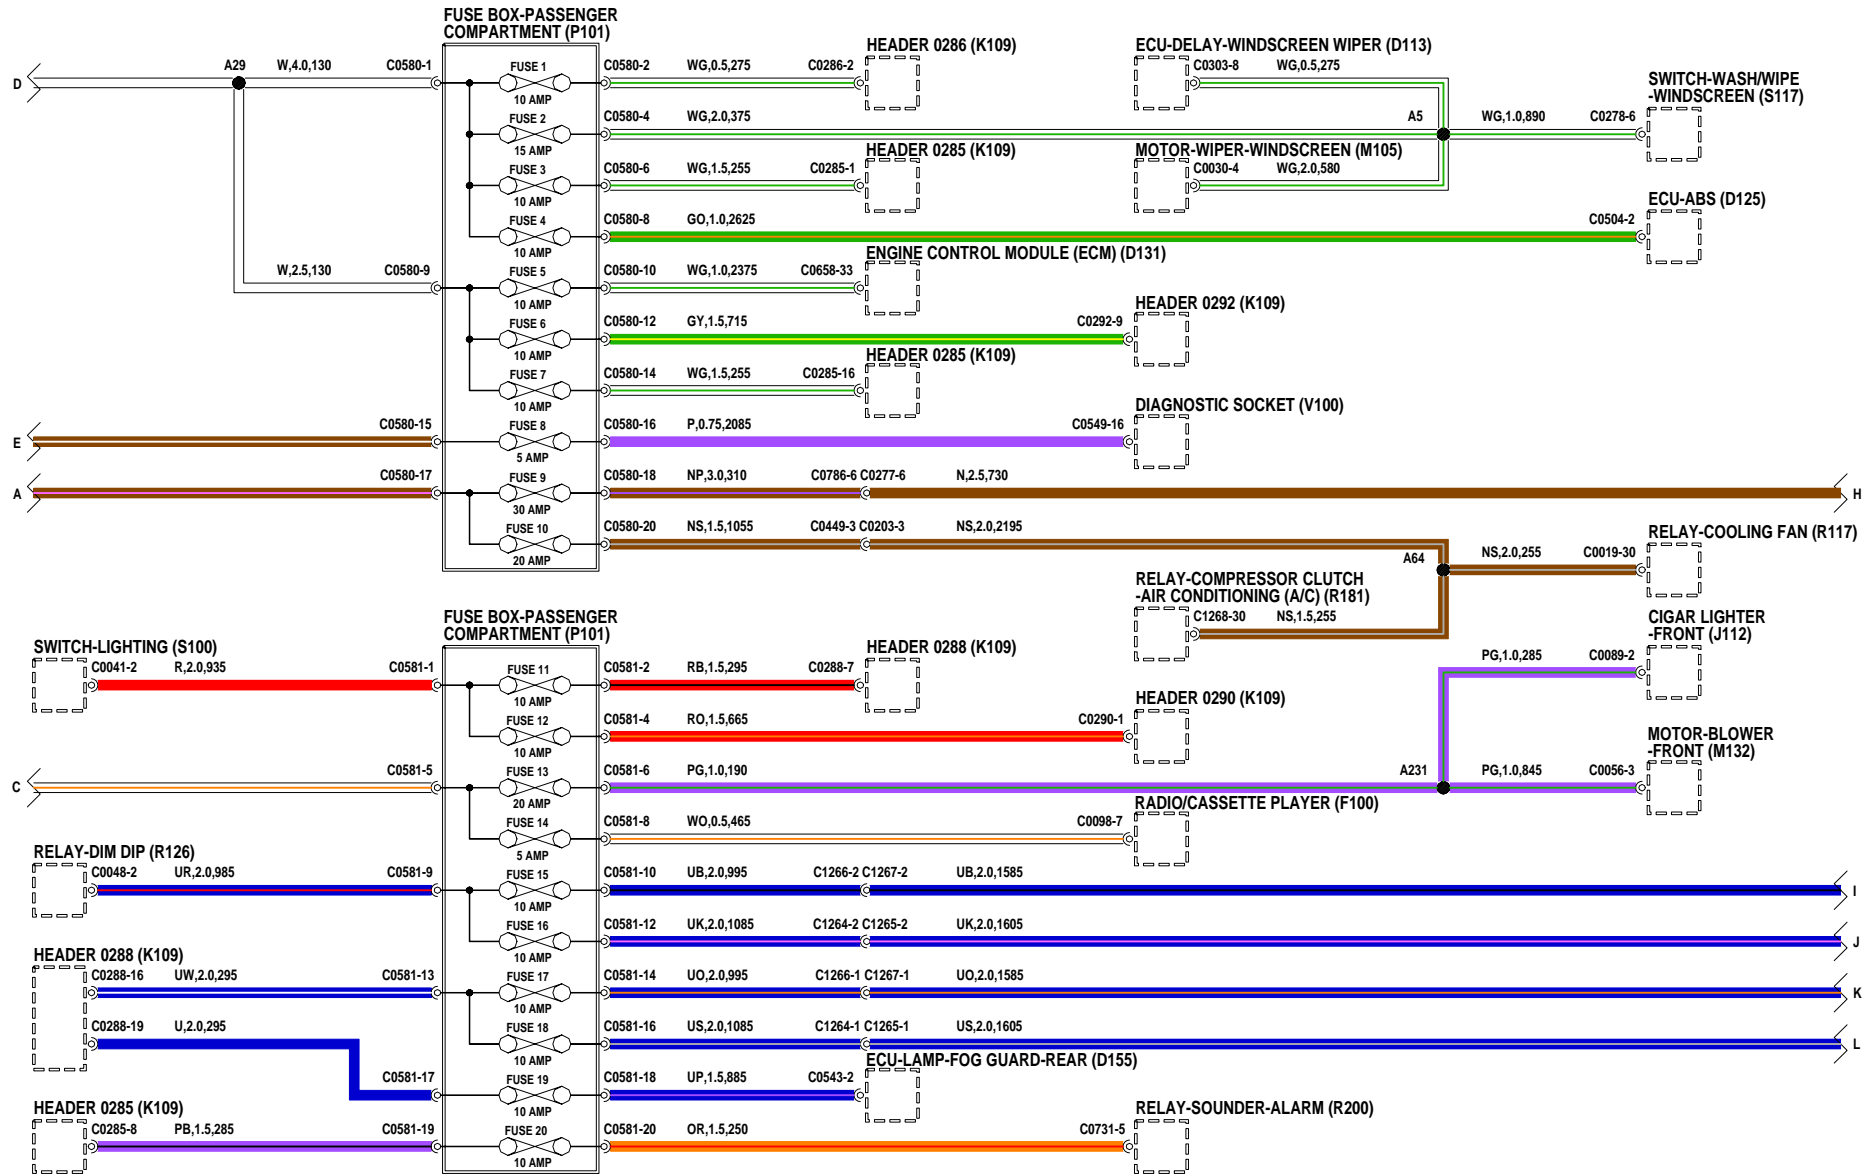 FUSE BOX-PASSENGER
COMPARTMENT (P101)
D
A29
W,4.0,130
C0580-1
FUSE 1
10 AMP
C0580-2
WG,0.5,275
C0286-2
HEADER 0286 (K109)
ECU-DELAY-WINDSCREEN WIPER (D113)
C0303-8
WG,0.5,275
SWITCH-WASH/WIPE
-WINDSCREEN (S117)
FUSE 2
15 AMP
C0580-4
WG,2.0,375
A5
WG,1.0,890
C0278-6
FUSE 3
10 AMP
C0580-6
WG,1.5,255
C0285-1
HEADER 0285 (K109)
MOTOR-WIPER-WINDSCREEN (M105)
C0030-4
WG,2.0,580
FUSE 4
10 AMP
C0580-8
GO,1.0,2625
C0504-2
ECU-ABS (D125)
W,2.5,130
C0580-9
FUSE 5
10 AMP
C0580-10
WG,1.0,2375
C0658-33
ENGINE CONTROL MODULE (ECM) (D131)
FUSE 6
10 AMP
C0580-12
GY,1.5,715
C0292-9
HEADER 0292 (K109)
FUSE 7
10 AMP
C0580-14
WG,1.5,255
C0285-16
HEADER 0285 (K109)
E
C0580-15
FUSE 8
5 AMP
C0580-16
P,0.75,2085
C0549-16
DIAGNOSTIC SOCKET (V100)
A
C0580-17
FUSE 9
30 AMP
C0580-18
NP,3.0,310
C0786-6 C0277-6
N,2.5,730
H
FUSE 10
20 AMP
C0580-20
NS,1.5,1055
C0449-3 C0203-3
NS,2.0,2195
A64
NS,2.0,255
C0019-30
RELAY-COOLING FAN (R117)
RELAY-COMPRESSOR CLUTCH
-AIR CONDITIONING (A/C) (R181)
C1268-30
NS,1.5,255
FUSE BOX-PASSENGER
COMPARTMENT (P101)
SWITCH-LIGHTING (S100)
C0041-2
R,2.0,935
C0581-1
FUSE 11
10 AMP
C0581-2
RB,1.5,295
C0288-7
HEADER 0288 (K109)
CIGAR LIGHTER
-FRONT (J112)
PG,1.0,285
C0089-2
FUSE 12
10 AMP
C0581-4
RO,1.5,665
C0290-1
HEADER 0290 (K109)
C
C0581-5
FUSE 13
20 AMP
C0581-6
PG,1.0,190
A231
PG,1.0,845
C0056-3
MOTOR-BLOWER
-FRONT (M132)
FUSE 14
5 AMP
C0581-8
WO,0.5,465
C0098-7
RADIO/CASSETTE PLAYER (F100)
RELAY-DIM DIP (R126)
C0048-2
UR,2.0,985
C0581-9
FUSE 15
10 AMP
C0581-10
UB,2.0,995
C1266-2 C1267-2
UB,2.0,1585
I
FUSE 16
10 AMP
C0581-12
UK,2.0,1085
C1264-2 C1265-2
UK,2.0,1605
J
HEADER 0288 (K109)
C0288-16
UW,2.0,295
C0581-13
FUSE 17
10 AMP
C0581-14
UO,2.0,995
C1266-1 C1267-1
UO,2.0,1585
K
C0288-19
U,2.0,295
FUSE 18
10 AMP
C0581-16
US,2.0,1085
C1264-1 C1265-1
US,2.0,1605
L
C0581-17
FUSE 19
10 AMP
C0581-18
UP,1.5,885
C0543-2
ECU-LAMP-FOG GUARD-REAR (D155)
HEADER 0285 (K109)
C0285-8
PB,1.5,285
C0581-19
FUSE 20
10 AMP
C0581-20
OR,1.5,250
C0731-5
RELAY-SOUNDER-ALARM (R200)